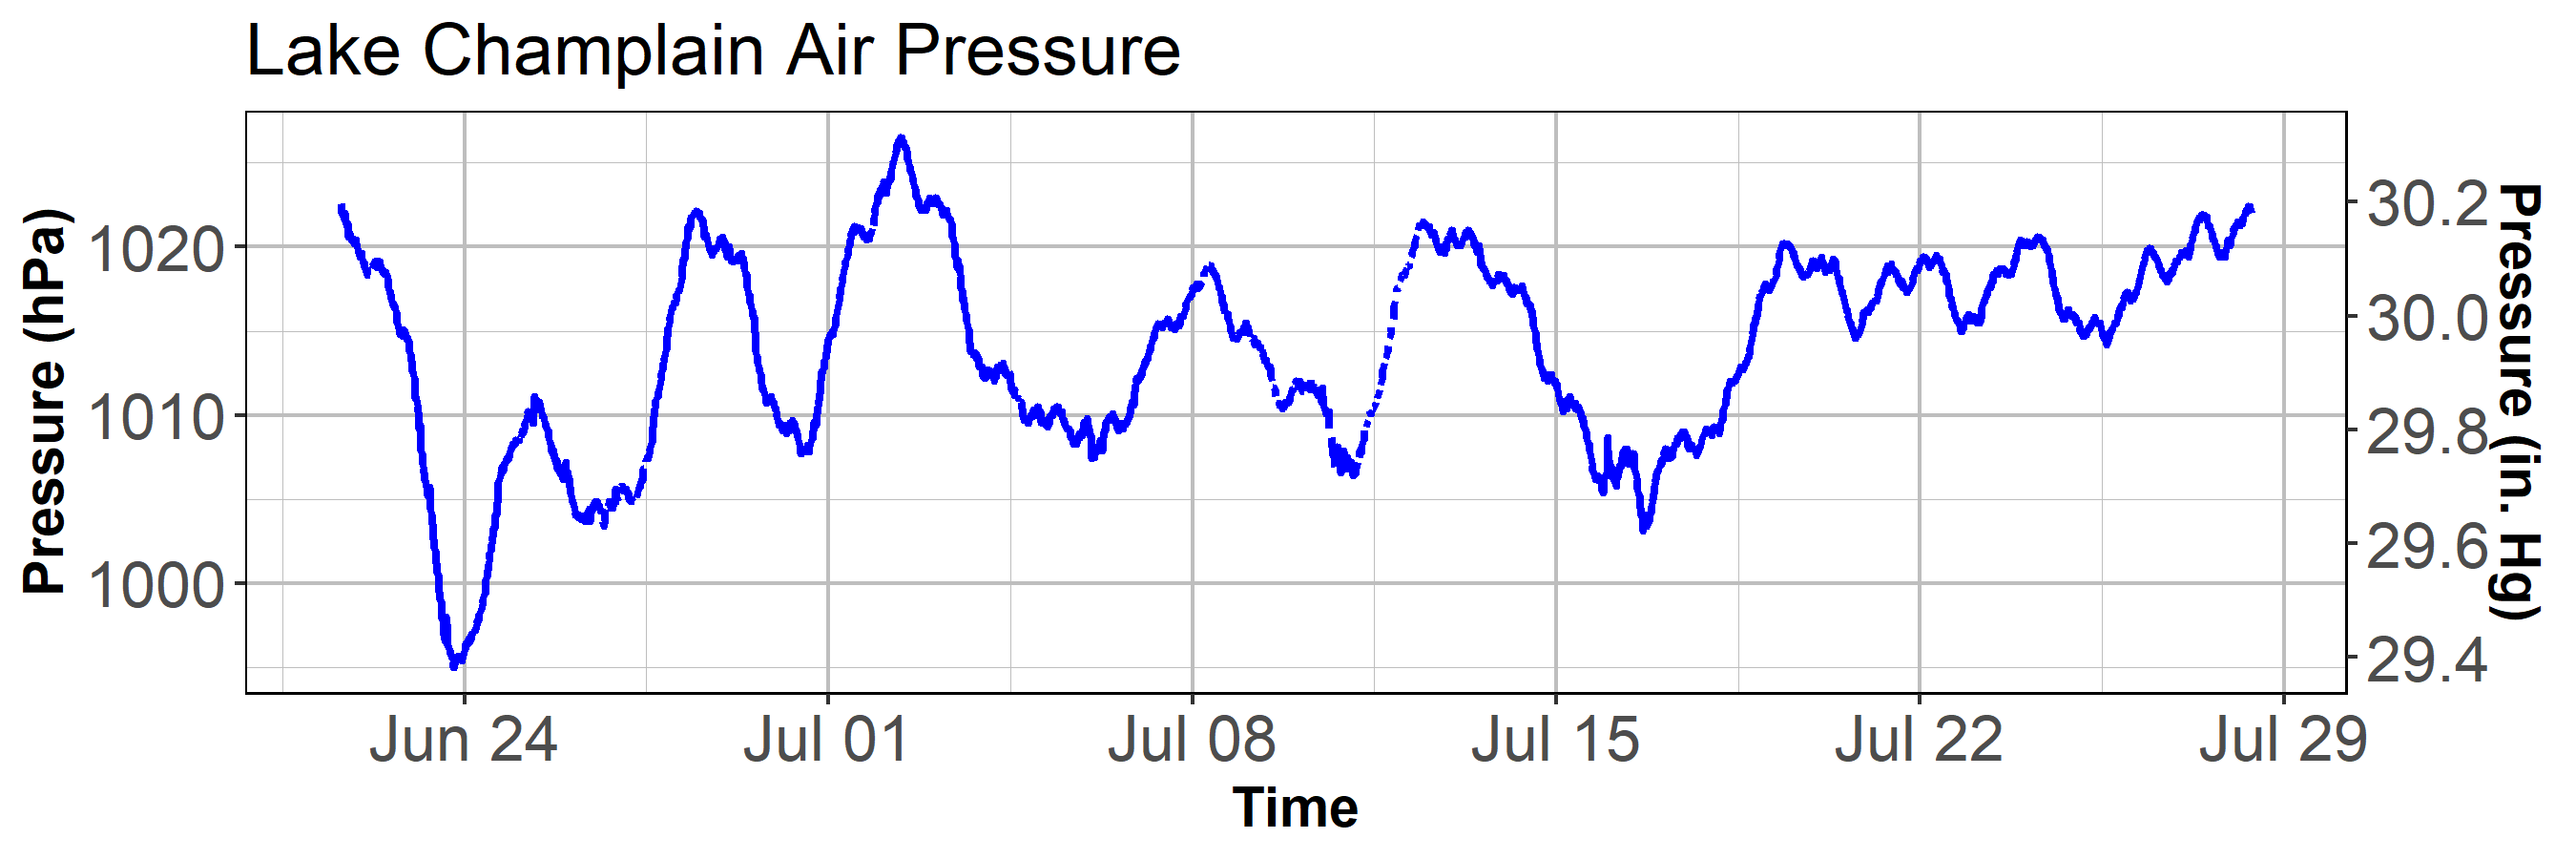 Lake Champlain Air Pressure
Pressure (hPa)
1020
1010
1000
30.2
30.0
29.8
29.6
29.4
Pressure (in. Hg)
Jun 24 Jul 01 Jul 08 Jul 15 Jul 22 Jul 29
Time